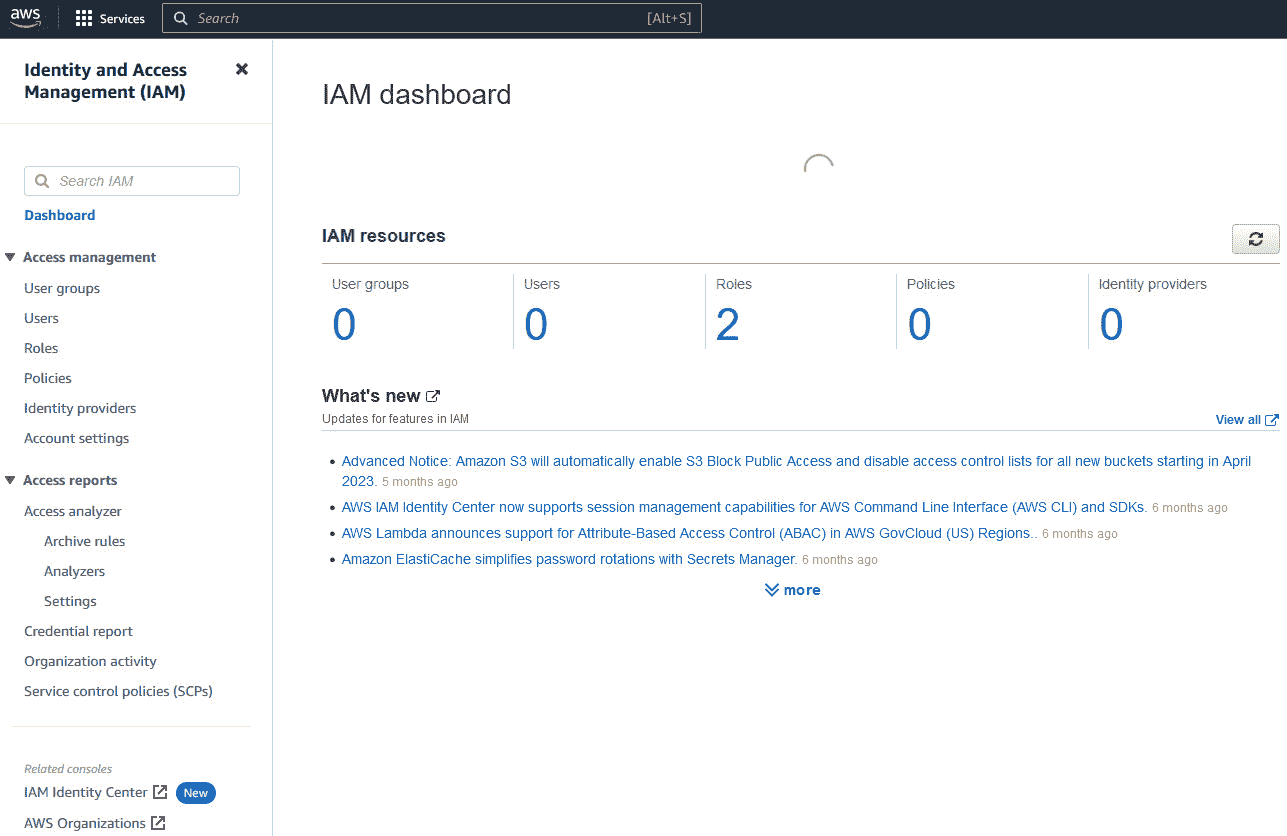 aws
Services
Search
[Alt+S]
Identity and Access
Management (IAM)
Search IAM
Dashboard
Access management
User groups
Users
Roles
Policies
Identity providers
Account settings
Access reports
Access analyzer
Archive rules
Analyzers
Settings
Credential report
Organization activity
Service control policies (SCPs)
Related consoles
IAM Identity Center
New
AWS Organizations
IAM dashboard
IAM resources
User groups
0
Users
0
Roles
2
Policies
0
Identity providers
0
What's new
Updates for features in IAM
View all
Advanced Notice: Amazon S3 will automatically enable S3 Block Public Access and disable access control lists for all new buckets starting in April
2023. 5 months ago
AWS IAM Identity Center now supports session management capabilities for AWS Command Line Interface (AWS CLI) and SDKs. 6 months ago
AWS Lambda announces support for Attribute-Based Access Control (ABAC) in AWS GovCloud (US) Regions.. 6 months ago
Amazon ElastiCache simplifies password rotations with Secrets Manager. 6 months ago
more